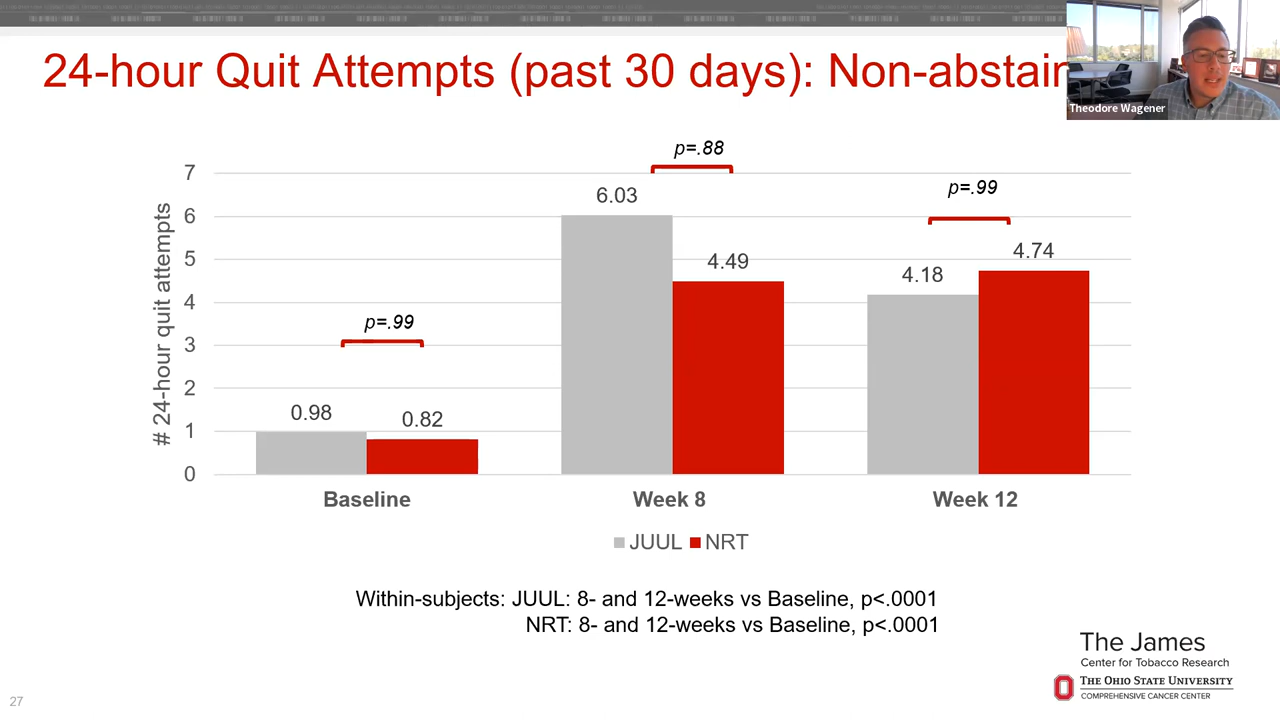 24-hour Quit Attempts (past 30 days): Non-abstain
Theodore Wagener
# 24-hour quit attempts
7
6
5
4
3
2
1
0
p=.99
0.98
0.82
p=.88
6.03
4.49
p=.99
4.18
4.74
Baseline
Week 8
Week 12
JUUL NRT
Within-subjects: JUUL: 8- and 12-weeks vs Baseline, p<.0001
NRT: 8- and 12-weeks vs Baseline, p<.0001
The James
Center for Tobacco Research
THE OHIO STATE UNIVERSITY
COMPREHENSIVE CANCER CENTER
27